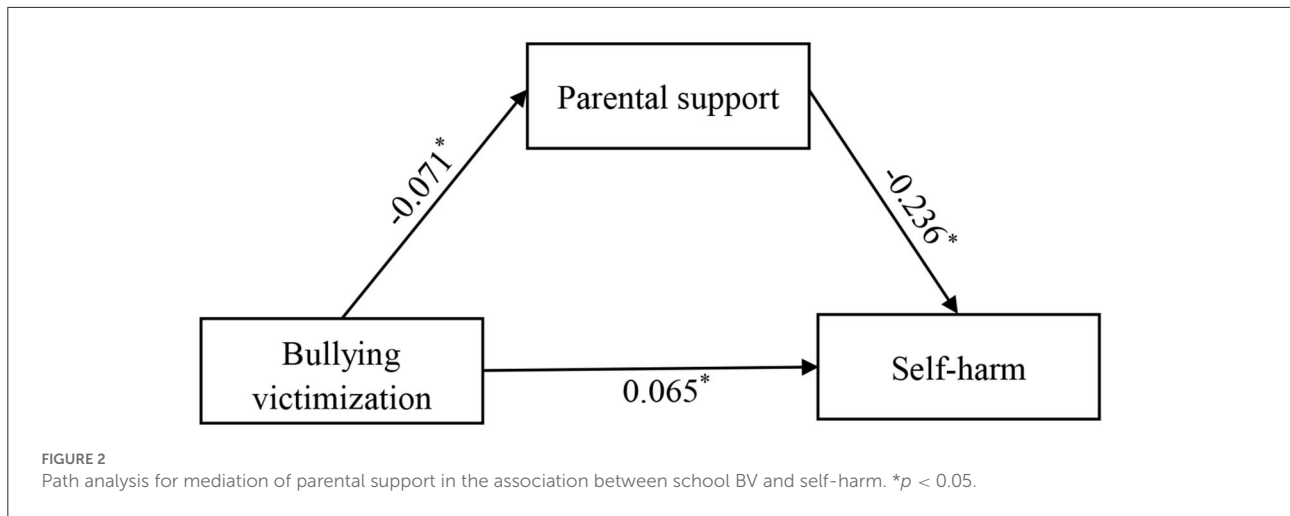 Parental support
-0.071*
-0.236*
Bullying
victimization
0.065*
Self-harm
FIGURE 2
Path analysis for mediation of parental support in the association between school BV and self-harm. *p < 0.05.